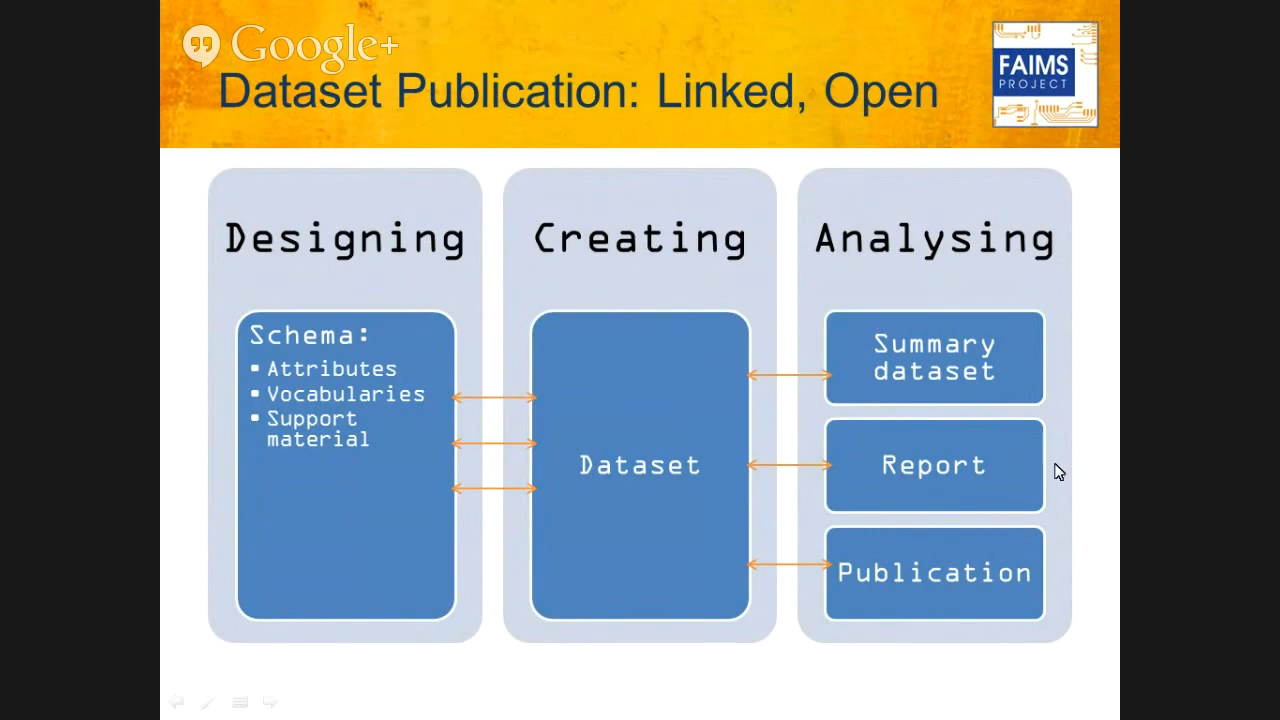 Google+
Dataset Publication: Linked, Open
FAIMS
PROJECT
Designing
Schema:
▪ Attributes
▪ Vocabularies
▪ Support
material
Creating
Dataset
Analysing
Summary
dataset
Report
Publication